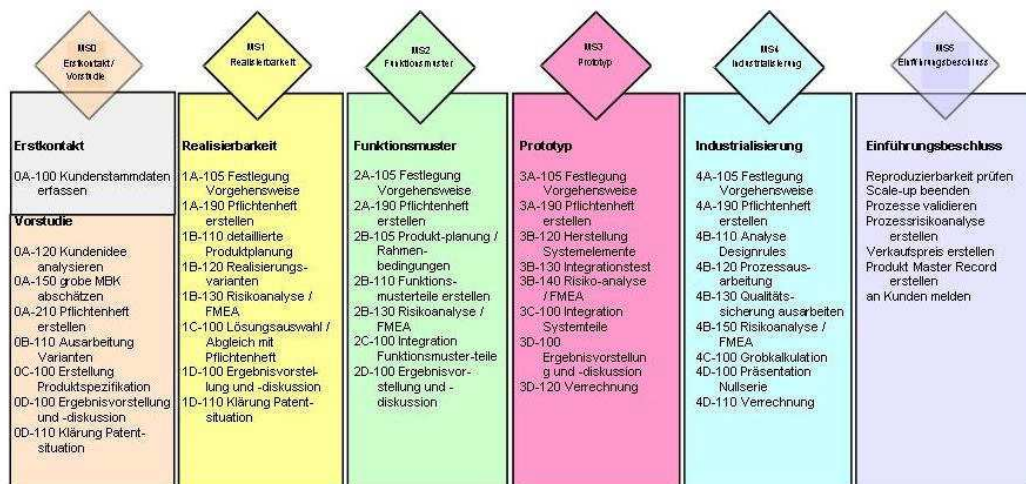 MS0
Erstkontakt /
Vorstudie
MS1
Realisierbarkeit
MS2
Funktionsmuster
MS3
Prototyp
MS4
Industrialisierung
MS5
Einführungsbeschluss
Erstkontakt
0A-100 Kundenstammdaten
erfassen
Vorstudie
0A-120 Kundenidee
analysieren
0A-150 grobe MBK
abschätzen
0A-210 Pflichtenheft
erstellen
0B-110 Ausarbeitung
Varianten
0C-100 Erstellung
Produktspezifikation
0D-100 Ergebnisvorstellung
und -diskussion
0D-110 Klärung Patent-
situation
Realisierbarkeit
1A-105 Festlegung
Vorgehensweise
1A-190 Pflichtenheft
erstellen
1B-110 detaillierte
Produktplanung
1B-120 Realisierungs-
varianten
1B-130 Risikoanalyse /
FMEA
1C-100 Lösungsauswahl /
Abgleich mit
Pflichtenheft
1D-100 Ergebnisvorstel-
lung und -diskussion
1D-110 Klärung Patent-
situation
Funktionsmuster
2A-105 Festlegung
Vorgehensweise
2A-190 Pflichtenheft
erstellen
2B-105 Produkt-planung /
Rahmen-
bedingungen
2B-110 Funktions-
musterteile erstellen
2B-130 Risikoanalyse /
FMEA
2C-100 Integration
Funktionsmuster-teile
2D-100 Ergebnisvor-
stellung und -
diskussion
Prototyp
3A-105 Festlegung
Vorgehensweise
3A-190 Pflichtenheft
erstellen
3B-120 Herstellung
Systemelemente
3B-130 Integrationstest
3B-140 Risiko-analyse
/ FMEA
3C-100 Integration
Systemteile
3D-100
Ergebnisvorstellun
g und -diskussion
3D-120 Verrechnung
Industrialisierung
4A-105 Festlegung
Vorgehensweise
4A-190 Pflichtenheft
erstellen
4B-110 Analyse
Designrules
4B-120 Prozessaus-
arbeitung
4B-130 Qualitäts-
sicherung ausarbeiten
4B-150 Risikoanalyse /
FMEA
4C-100 Grobkalkulation
4D-100 Präsentation
Nullserie
4D-110 Verrechnung
Einführungsbeschluss
Reproduzierbarkeit prüfen
Scale-up beenden
Prozesse validieren
Prozessrisikoanalyse
erstellen
Verkaufspreis erstellen
Produkt Master Record
erstellen
an Kunden melden